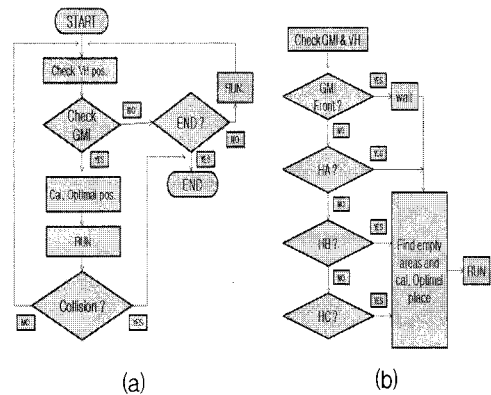 START
Check VH pos.
Check
GMI
NO
YES
Cal. Optimal pos.
RUN
Collision ?
NO
YES
END ?
RUN
NO
YES
END
(a)
Check GMI & VH
GMI
Front ?
YES
wait
NO
HA ?
YES
NO
HB ?
YES
NO
HC ?
YES
Find empty
areas and
cal. Optimal
place
RUN
(b)